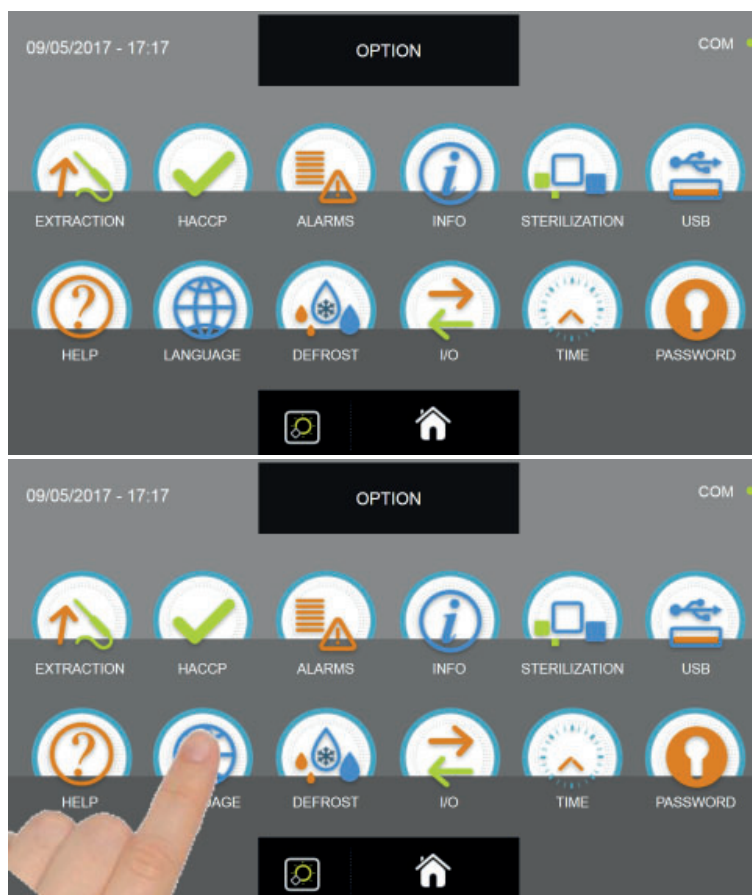 09/05/2017 - 17:17 OPTION COM
EXTRACTION HACCP ALARMS INFO STERILIZATION USB
HELP LANGUAGE DEFROST I/O TIME PASSWORD
09/05/2017 - 17:17 OPTION COM
EXTRACTION HACCP ALARMS INFO STERILIZATION USB
HELP UAGE DEFROST I/O TIME PASSWORD